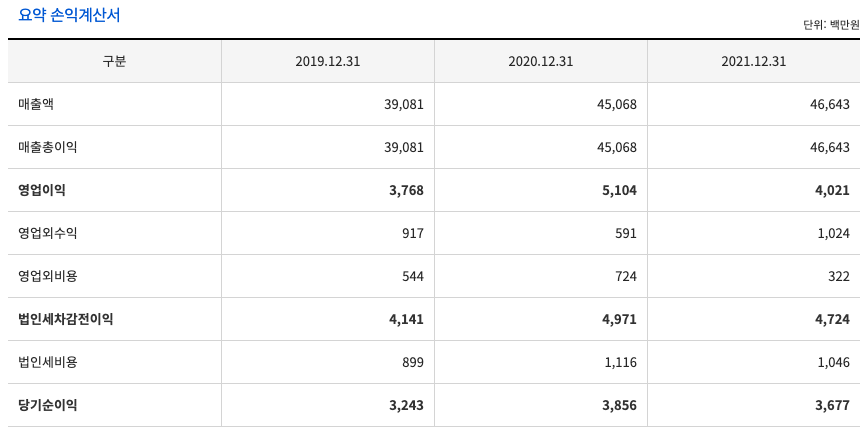 요약 손익계산서
단위: 백만원
구분 2019.12.31 2020.12.31 2021.12.31
매출액 39,081 45,068 46,643
매출총이익 39,081 45,068 46,643
영업이익 3,768 5,104 4,021
영업외수익 917 591 1,024
영업외비용 544 724 322
법인세차감전이익 4,141 4,971 4,724
법인세비용 899 1,116 1,046
당기순이익 3,243 3,856 3,677